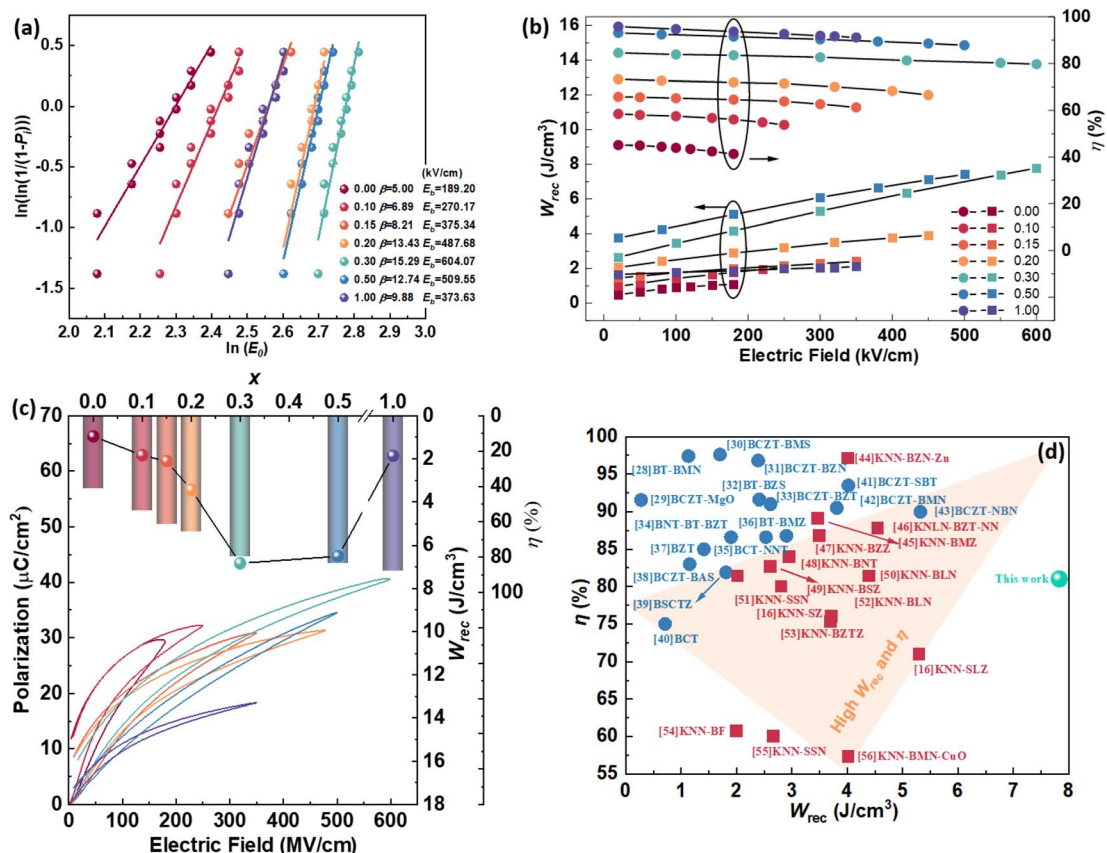 (a)
0.5
0.0
-0.5
-1.0
-1.5
ln(ln(1/(1-Pi)))
(kV/cm)
0.00 β=5.00 Eb=189.20
0.10 β=6.89 Eb=270.17
0.15 β=8.21 Eb=375.34
0.20 β=13.43 Eb=487.68
0.30 β=15.29 Eb=604.07
0.50 β=12.74 Eb=509.55
1.00 β=9.88 Eb=373.63
2.0 2.1 2.2 2.3 2.4 2.5 2.6 2.7 2.8 2.9 3.0
ln (E0)
(b)
16
14
12
10
8
6
4
2
0
Wrec (J/cm3)
100
80
60
40
20
0
η (%)
0.00
0.10
0.15
0.20
0.30
0.50
1.00
0 100 200 300 400 500 600
Electric Field (kV/cm)
x
(c)
0.0 0.1 0.2 0.3 0.4 0.5 1.0
70
60
50
40
30
20
10
0
Polarization (μC/cm2)
0
2
4
6
8
10
12
14
16
18
Wrec (J/cm3)
0
20
40
60
80
100
η (%)
0 100 200 300 400 500 600
Electric Field (MV/cm)
(d)
100
95
90
85
80
75
70
65
60
55
η (%)
[30]BCZT-BMS
[44]KNN-BZN-Zn
[28]BT-BMN
[31]BCZT-BZN
[41]BCZT-SBT
[32]BT-BZS
[29]BCZT-MgO
[33]BCZT-BZT
[42]BCZT-BMN
[43]BCZT-NBN
[34]BNT-BT-BZT
[36]BT-BMZ
[46]KNLN-BZT-NN
[45]KNN-BMZ
[37]BZT
[35]BCT-NNT
[47]KNN-BZZ
[48]KNN-BNT
[38]BCZT-BAS
[50]KNN-BLN
This work
[49]KNN-BSZ
[39]BSCTZ
[51]KNN-SSN
[52]KNN-BLN
[16]KNN-SZ
[40]BCT
[53]KNN-BZTZ
[16]KNN-SLZ
High Wrec and η
[54]KNN-BF
[55]KNN-SSN
[56]KNN-BMN-CuO
0 1 2 3 4 5 6 7 8
Wrec (J/cm3)